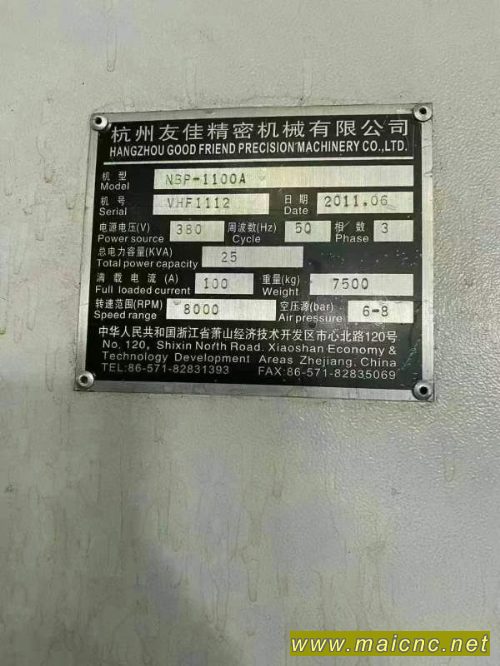 杭州友佳精密机械有限公司
HANGZHOU GOOD FRIEND PRECISION MACHINERY CO.,LTD.
机型 Model NBP-1100A
机号 Serial VHF1112 日期 Date 2011.06
电源电压(V) Power source 380 周波数(Hz) Cycle 50 相数 Phase 3
总电力容量(KVA) Total power capacity 25
满载电流(A) Full loaded current 100 重量(kg) Weight 7500
转速范围(RPM) Speed range 8000 空压源(bar) Air pressure 6-8
中华人民共和国浙江省萧山经济技术开发区市心北路120号
No. 120, Shixin North Road. Xiaoshan Economy &
Technology Development Areas Zhejiang. China
TEL:86-571-82831393 FAX:86-571-82835069
www.maicnc.net